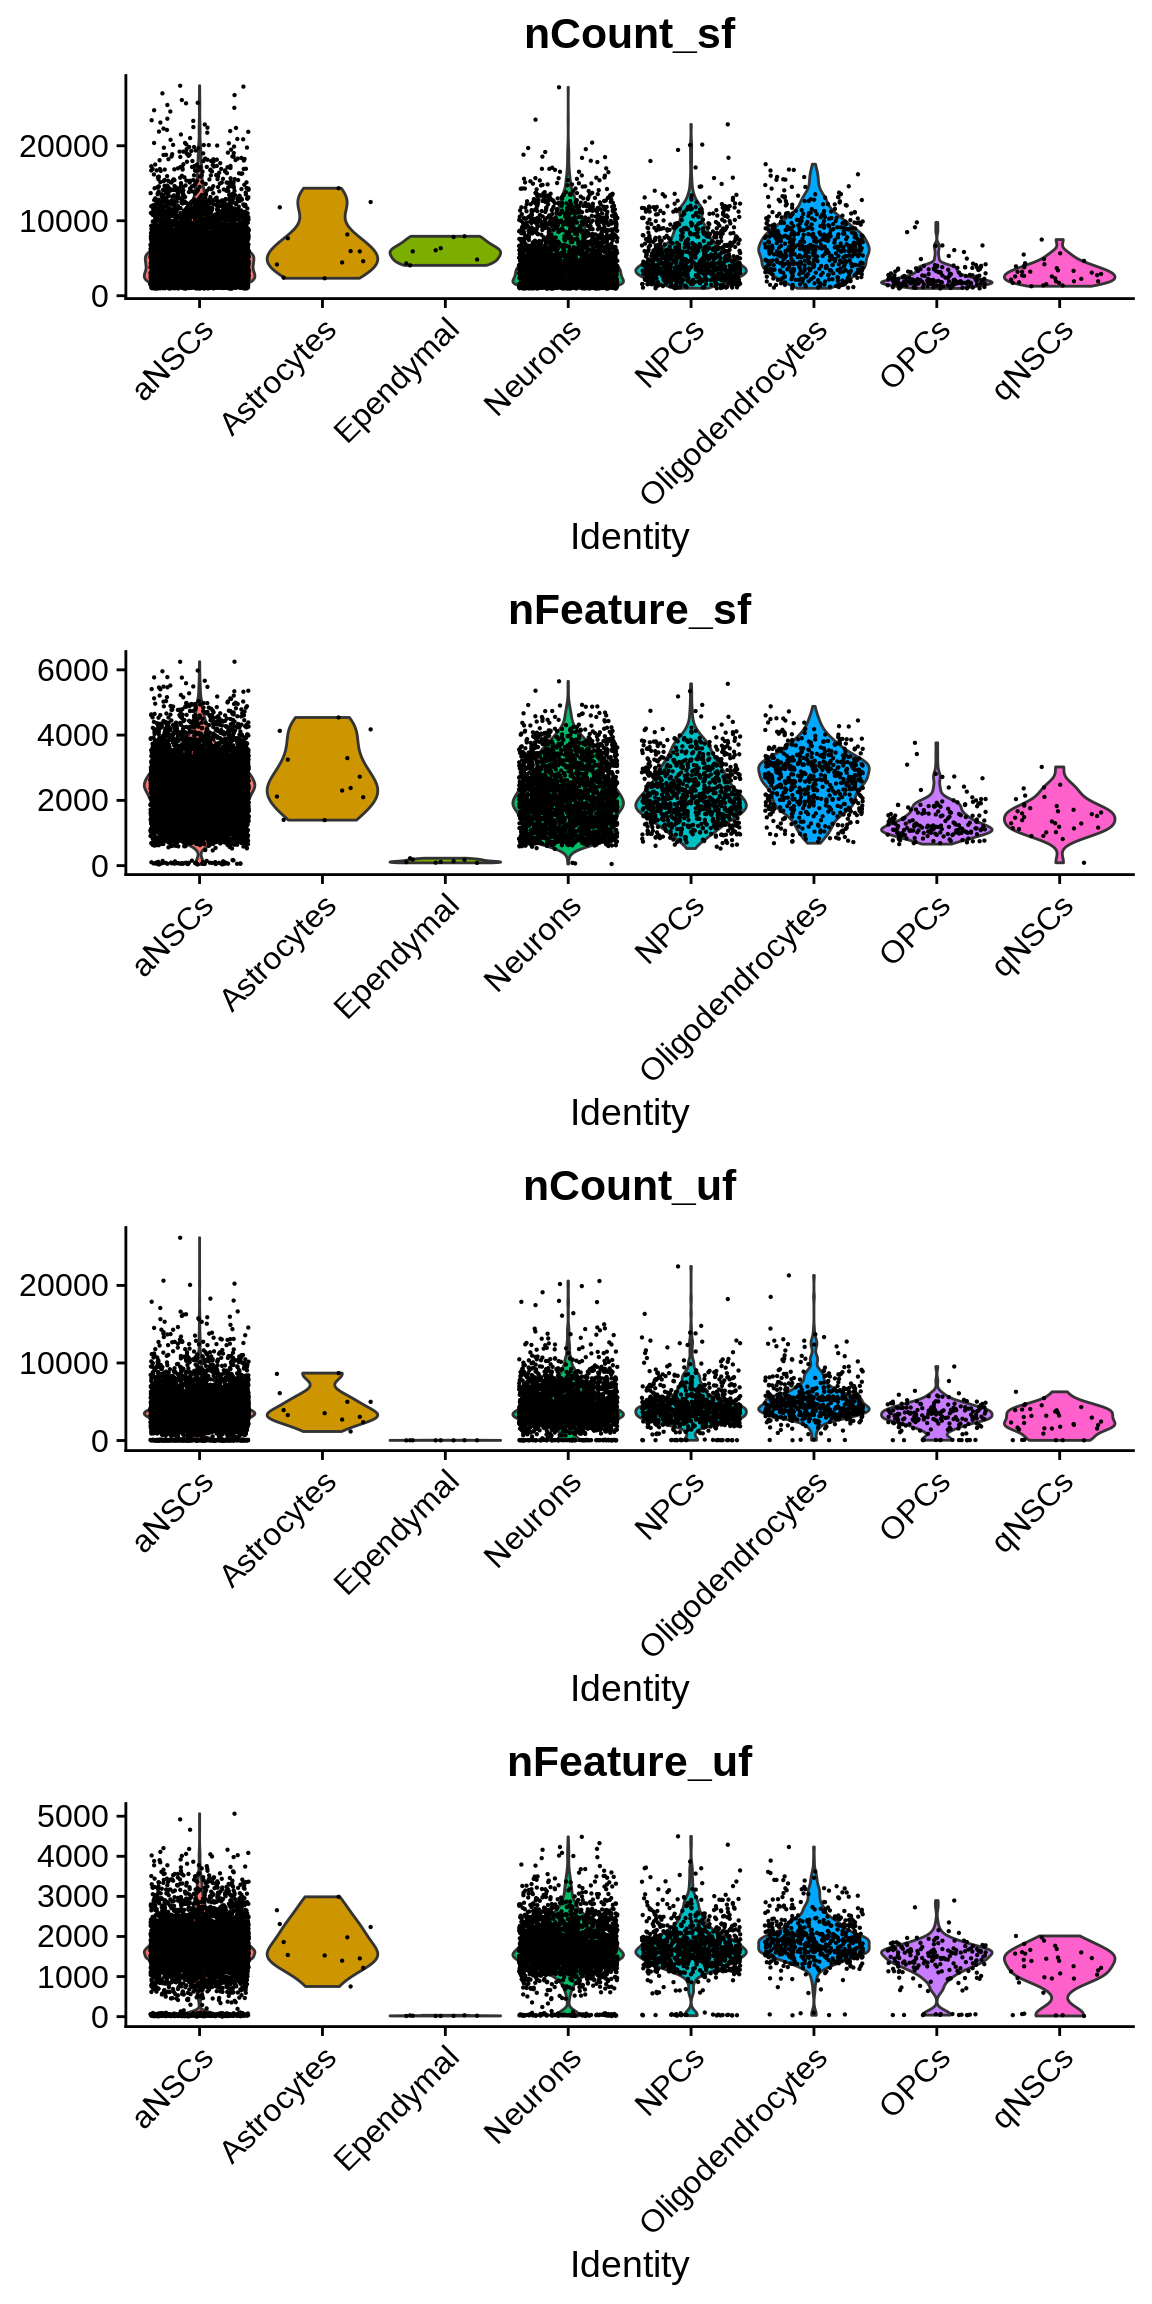 nCount_sf
20000
10000
0
aNSCs
Astrocytes
Ependymal
Neurons
NPCs
Oligodendrocytes
OPCs
qNSCs
Identity
nFeature_sf
6000
4000
2000
0
aNSCs
Astrocytes
Ependymal
Neurons
NPCs
Oligodendrocytes
OPCs
qNSCs
Identity
nCount_uf
20000
10000
0
aNSCs
Astrocytes
Ependymal
Neurons
NPCs
Oligodendrocytes
OPCs
qNSCs
Identity
nFeature_uf
5000
4000
3000
2000
1000
0
aNSCs
Astrocytes
Ependymal
Neurons
NPCs
Oligodendrocytes
OPCs
qNSCs
Identity